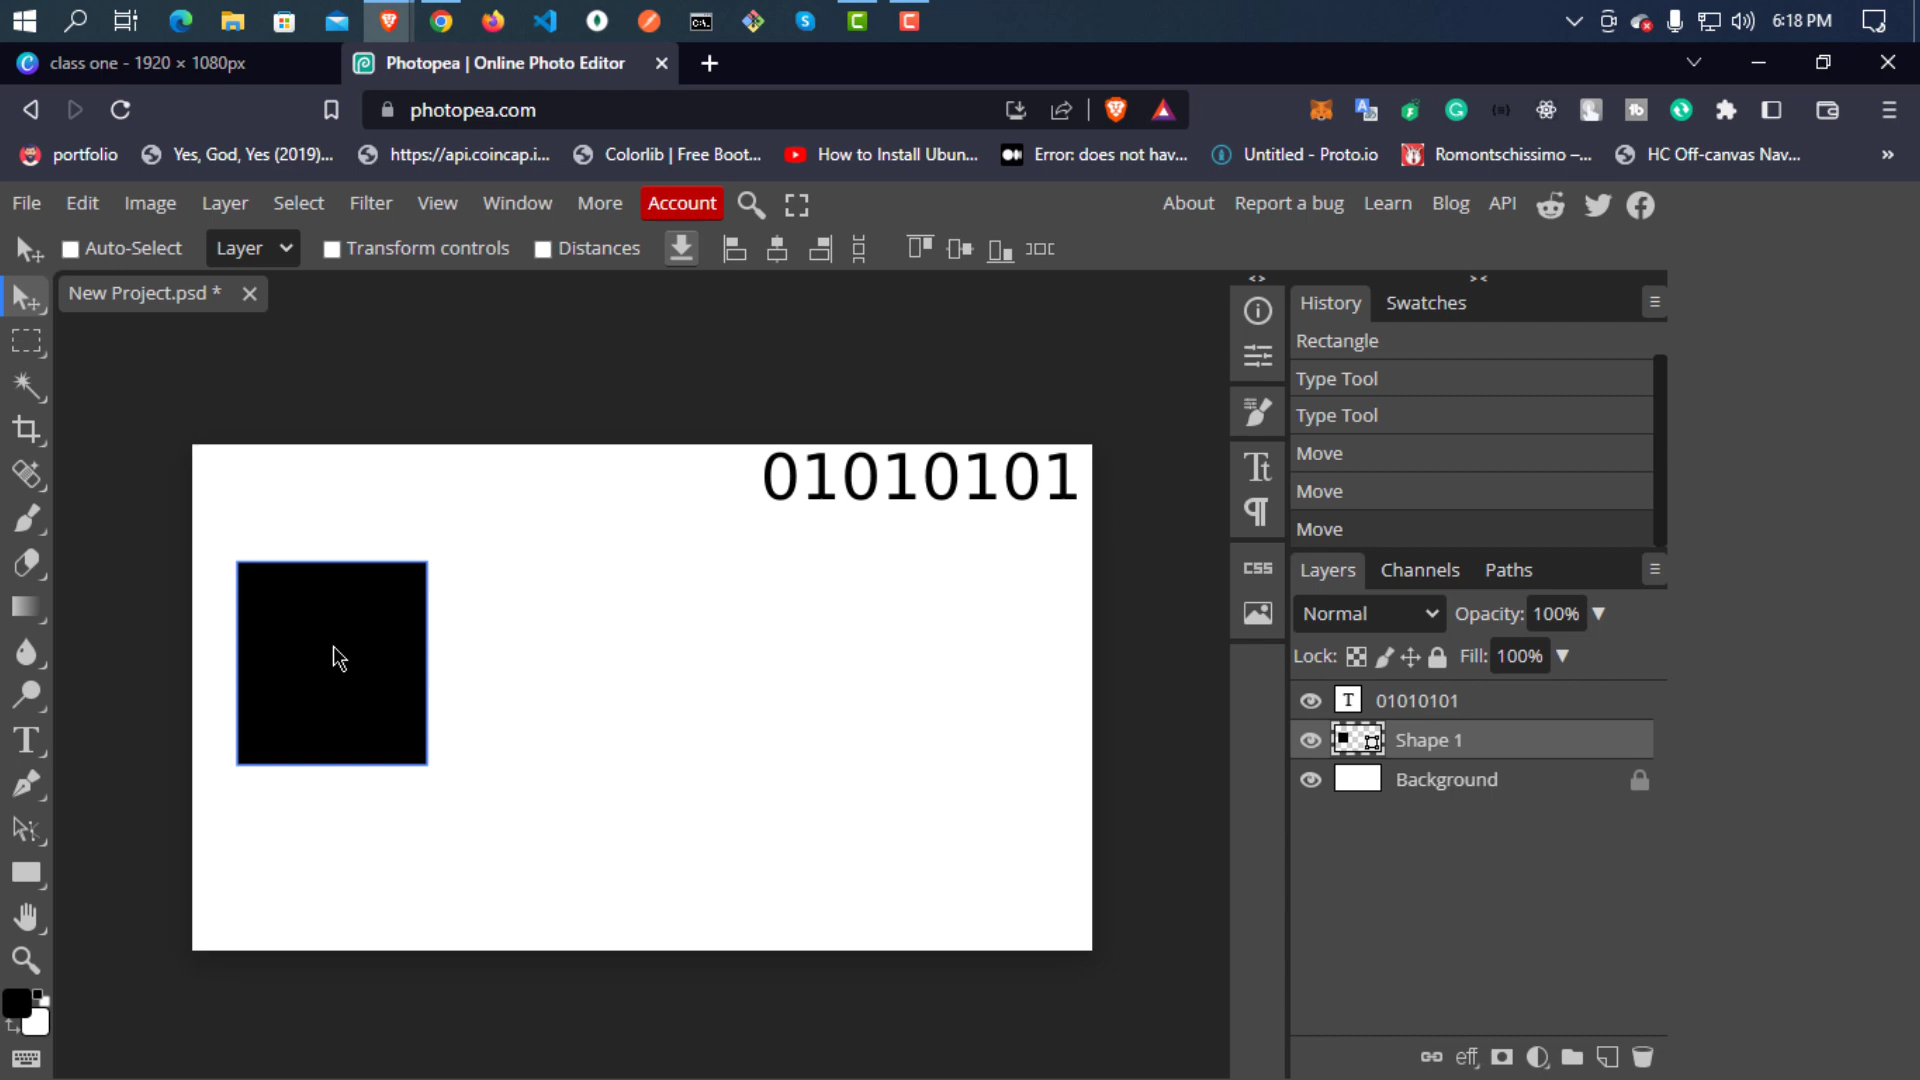 6:18 PM
class one - 1920 × 1080px
Photopea | Online Photo Editor
photopea.com
portfolio
Yes, God, Yes (2019)...
https://api.coincap.i...
Colorlib | Free Boot...
How to Install Ubun...
Error: does not hav...
Untitled - Proto.io
Romontschissimo –...
HC Off-canvas Nav...
»
File Edit Image Layer Select Filter View Window More Account
About Report a bug Learn Blog API
Auto-Select Layer Transform controls Distances
New Project.psd *
History Swatches
Rectangle
Type Tool
Type Tool
Move
Move
Move
01010101
CSS
Layers Channels Paths
Normal Opacity: 100%
Lock: Fill: 100%
T 01010101
Shape 1
Background
eff